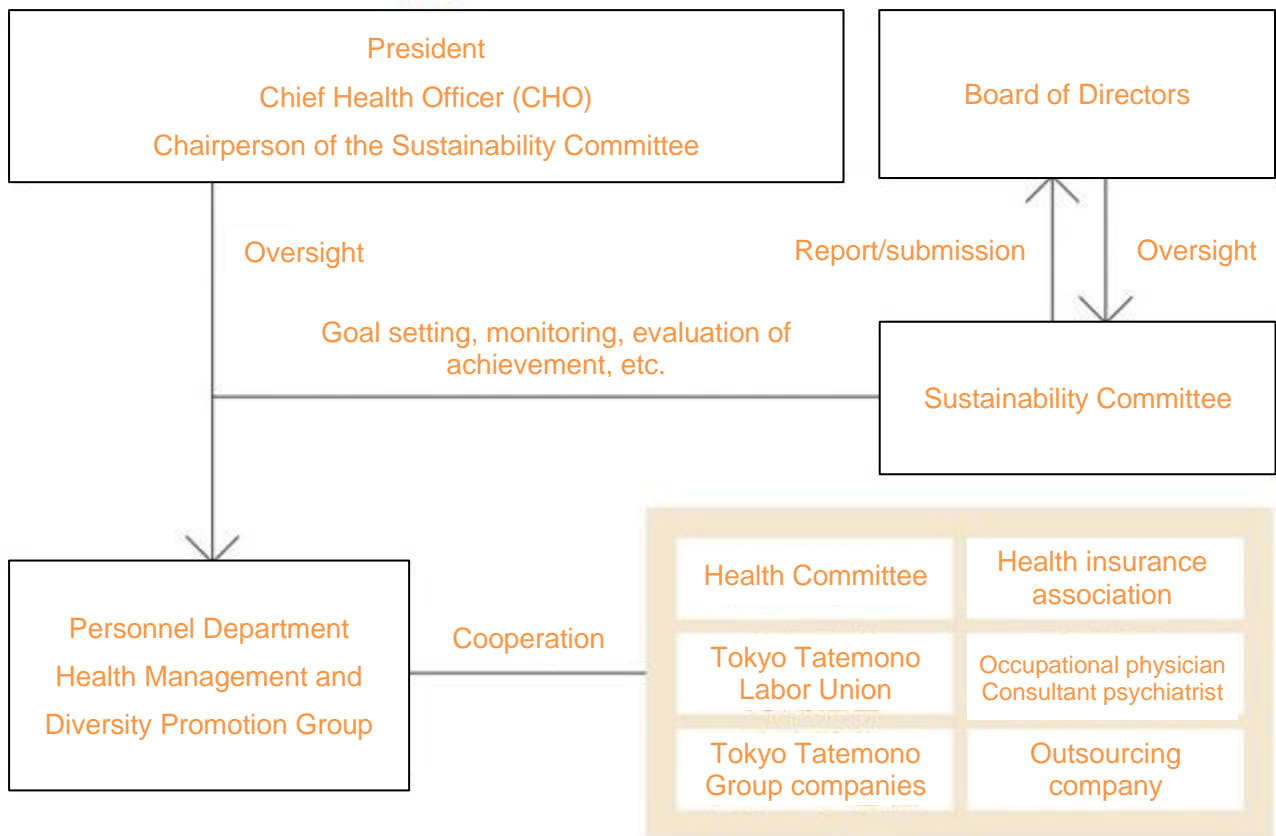 President
Chief Health Officer (CHO)
Chairperson of the Sustainability Committee
Board of Directors
Oversight
Report/submission
Oversight
Goal setting, monitoring, evaluation of
achievement, etc.
Sustainability Committee
Personnel Department
Health Management and
Diversity Promotion Group
Cooperation
Health Committee
Health insurance
association
Tokyo Tatemono
Labor Union
Occupational physician
Consultant psychiatrist
Tokyo Tatemono
Group companies
Outsourcing
company